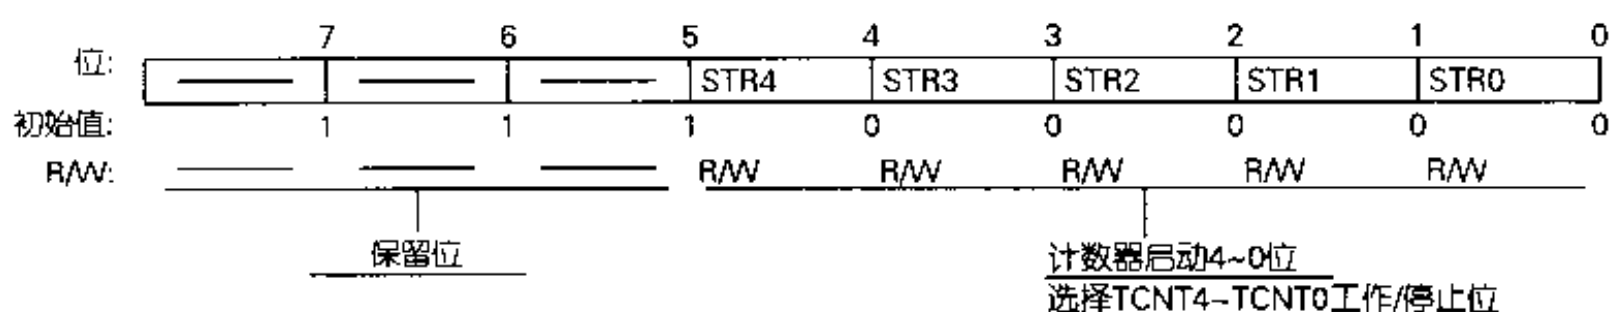 位: 7 6 5 4 3 2 1 0
— — — STR4 STR3 STR2 STR1 STR0
初始值: 1 1 1 0 0 0 0 0
R/W: — — — R/W R/W R/W R/W R/W
保留位
计数器启动4~0位
选择TCNT4~TCNT0工作/停止位